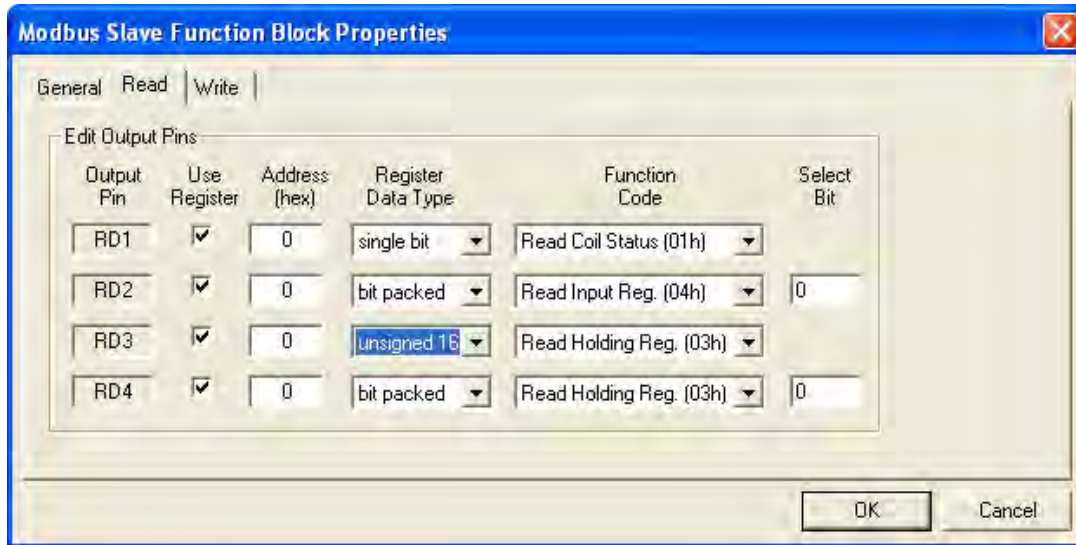 Modbus Slave Function Block Properties
General Read Write
Edit Output Pins
Output Use Address Register Function Select
Pin Register (hex) Data Type Code Bit
RD1 0 single bit Read Coil Status (01h)
RD2 0 bit packed Read Input Reg. (04h) 0
RD3 0 unsigned 16 Read Holding Reg. (03h)
RD4 0 bit packed Read Holding Reg. (03h) 0
OK Cancel